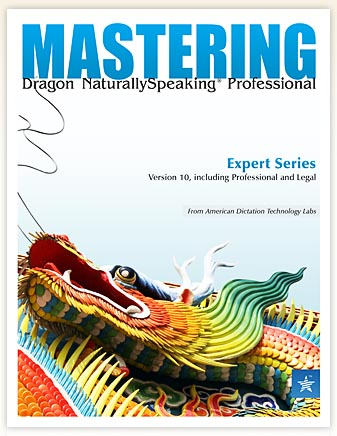 MASTERING
Dragon NaturallySpeaking® Professional
Expert Series
Version 10, including Professional and Legal
From American Dictation Technology Labs